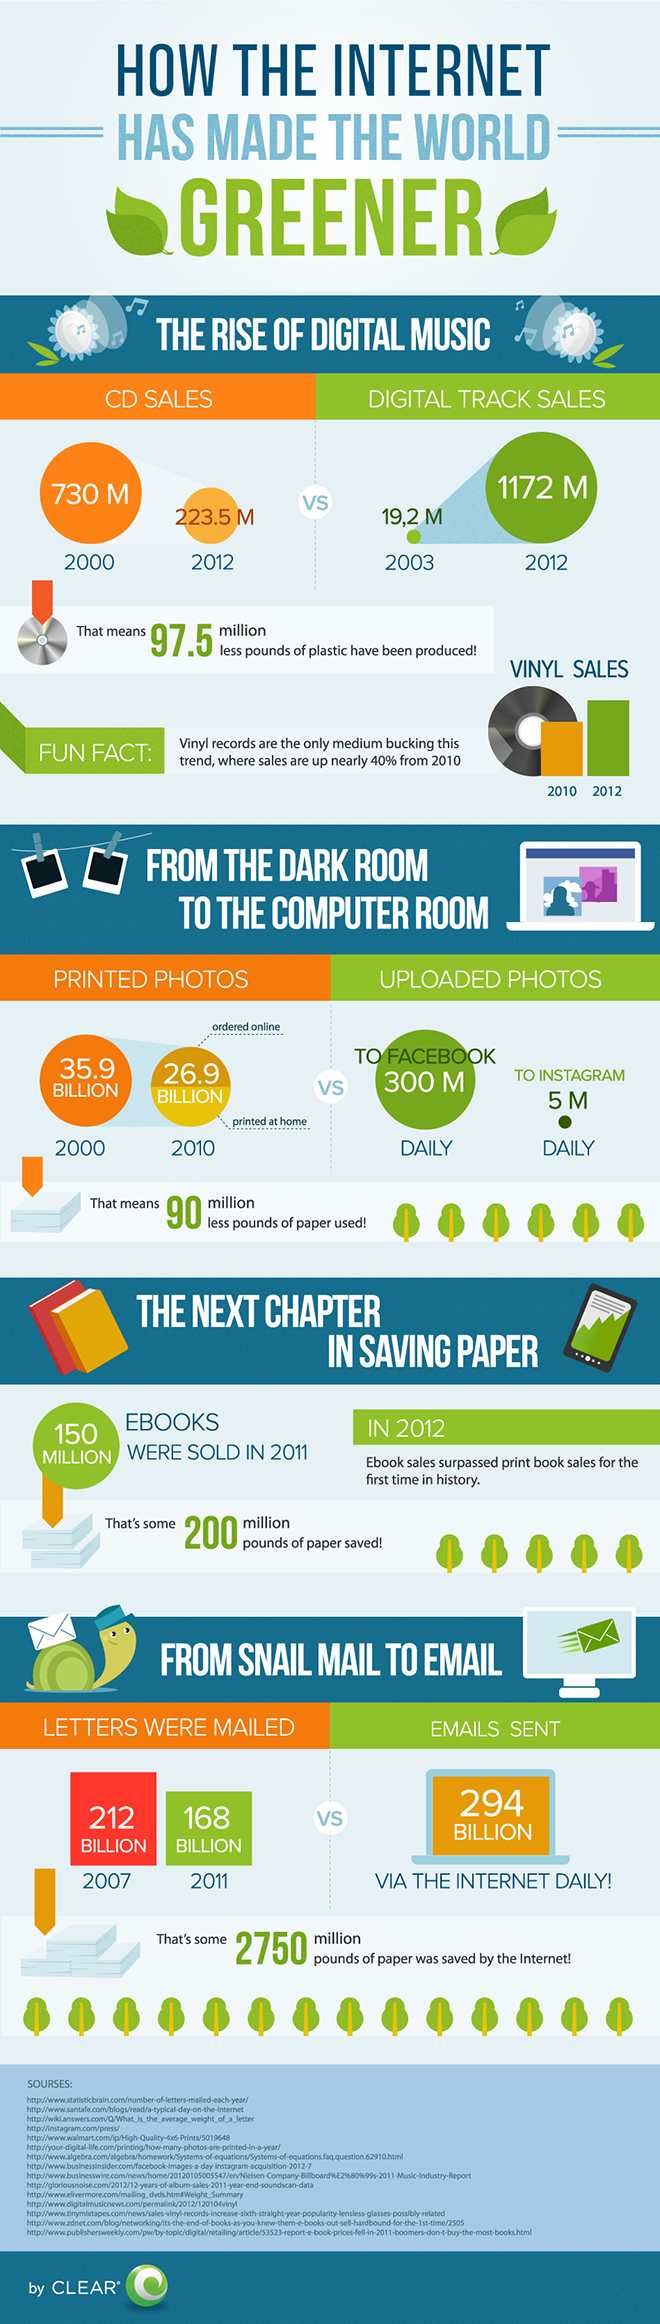 HOW THE INTERNET
HAS MADE THE WORLD
GREENER
THE RISE OF DIGITAL MUSIC
CD SALES
DIGITAL TRACK SALES
730 M
223.5 M
2000
2012
VS
19,2 M
1172 M
2003
2012
That means 97.5 million
less pounds of plastic have been produced!
VINYL SALES
FUN FACT:
Vinyl records are the only medium bucking this
trend, where sales are up nearly 40% from 2010
2010
2012
FROM THE DARK ROOM
TO THE COMPUTER ROOM
PRINTED PHOTOS
UPLOADED PHOTOS
ordered online
35.9
BILLION
26.9
BILLION
printed at home
2000
2010
VS
TO FACEBOOK
300 M
DAILY
TO INSTAGRAM
5 M
DAILY
That means 90 million
less pounds of paper used!
THE NEXT CHAPTER
IN SAVING PAPER
150
MILLION
EBOOKS
WERE SOLD IN 2011
IN 2012
Ebook sales surpassed print book sales for the
first time in history.
That's some 200 million
pounds of paper saved!
FROM SNAIL MAIL TO EMAIL
LETTERS WERE MAILED
EMAILS SENT
212
BILLION
168
BILLION
2007
2011
VS
294
BILLION
VIA THE INTERNET DAILY!
That's some 2750 million
pounds of paper was saved by the Internet!
SOURSES:
http://www.statisticbrain.com/number-of-letters-mailed-each-year/
http://www.santafe.com/blogs/read/a-typical-day-on-the-internet
http://wiki.answers.com/Q/What_is_the_average_weight_of_a_letter
http://instagram.com/press/
http://www.walmart.com/ip/High-Quality-4x6-Prints/5019648
http://your-digital-life.com/printing/how-many-photos-are-printed-in-a-year/
http://www.algebra.com/algebra/homework/Systems-of-equations/Systems-of-equations.faq.question.62910.html
http://www.businessinsider.com/facebook-images-a-day-instagram-acquisition-2012-7
http://www.businesswire.com/news/home/20120105005547/en/Nielsen-Company-Billboard%E2%80%99s-2011-Music-Industry-Report
http://gloriousnoise.com/2012/12-years-of-album-sales-2011-year-end-soundscan-data
http://www.elivermore.com/mailing_dvds.htm#Weight_Summary
http://www.digitalmusicnews.com/permalink/2012/120104vinyl
http://www.tinymixtapes.com/news/sales-vinyl-records-increase-sixth-straight-year-popularity-lensless-glasses-possibly-related
http://www.zdnet.com/blog/networking/its-the-end-of-books-as-you-knew-them-e-books-out-sell-hardbound-for-the-1st-time/2505
http://www.publishersweekly.com/pw/by-topic/digital/retailing/article/53523-report-e-book-prices-fell-in-2011-boomers-don-t-buy-the-most-books.html
by CLEAR®